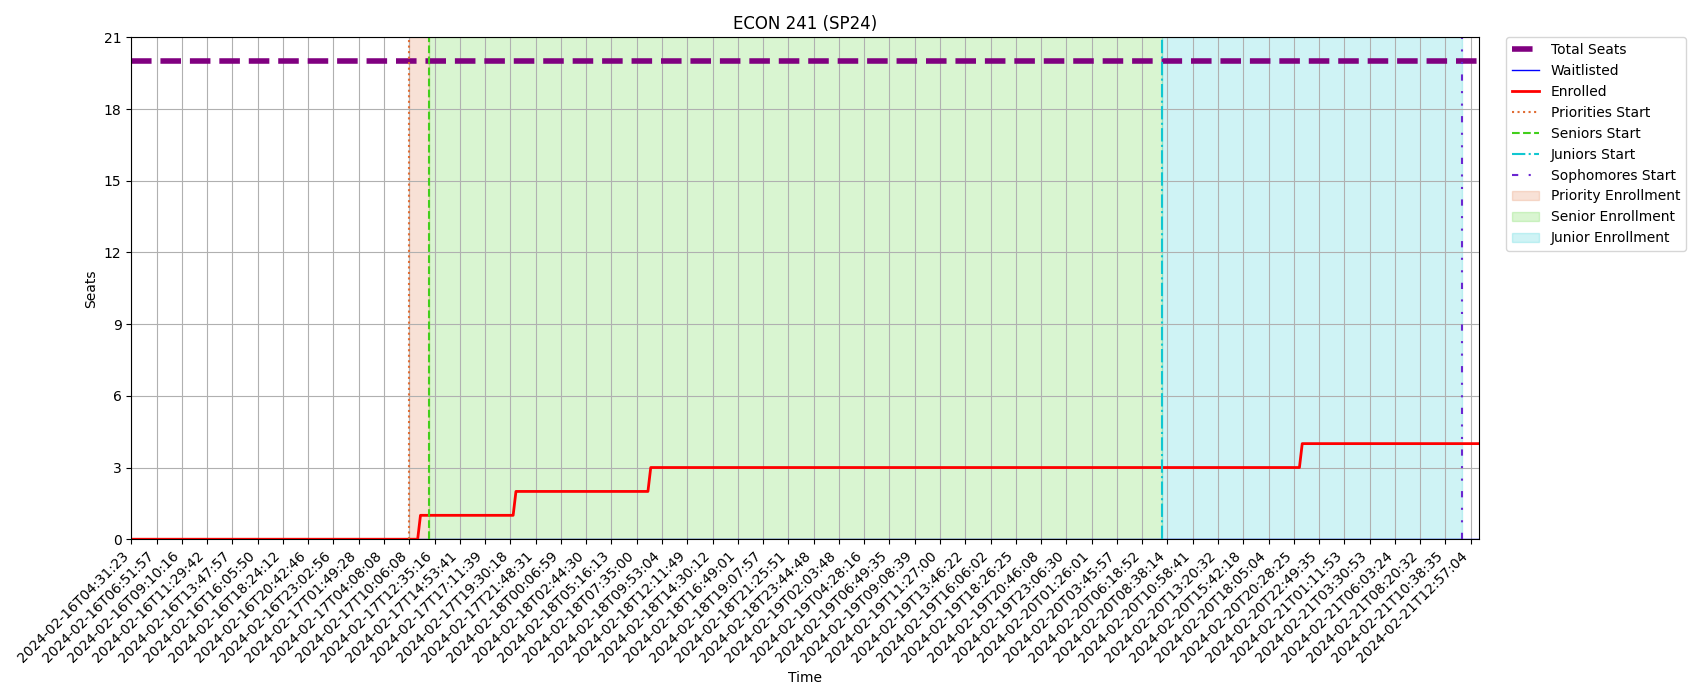 ECON 241 (SP24)
21
18
15
12
9
6
3
0
Seats
2024-02-16T04:31:23
2024-02-16T06:51:57
2024-02-16T09:10:16
2024-02-16T11:29:42
2024-02-16T13:47:57
2024-02-16T16:05:50
2024-02-16T18:24:12
2024-02-16T20:42:46
2024-02-16T23:02:56
2024-02-17T01:49:28
2024-02-17T04:08:08
2024-02-17T10:06:08
2024-02-17T12:35:16
2024-02-17T14:53:41
2024-02-17T17:11:39
2024-02-17T19:30:18
2024-02-17T21:48:31
2024-02-18T00:06:59
2024-02-18T02:44:30
2024-02-18T05:16:13
2024-02-18T07:35:00
2024-02-18T09:53:04
2024-02-18T12:11:49
2024-02-18T14:30:12
2024-02-18T16:49:01
2024-02-18T19:07:57
2024-02-18T21:25:51
2024-02-18T23:44:48
2024-02-19T02:03:48
2024-02-19T04:28:16
2024-02-19T06:49:35
2024-02-19T09:08:39
2024-02-19T11:27:00
2024-02-19T13:46:22
2024-02-19T16:06:02
2024-02-19T18:26:25
2024-02-19T20:46:08
2024-02-19T23:06:30
2024-02-20T01:26:01
2024-02-20T03:45:57
2024-02-20T06:18:52
2024-02-20T08:38:14
2024-02-20T10:58:41
2024-02-20T13:20:32
2024-02-20T15:42:18
2024-02-20T18:05:04
2024-02-20T20:28:25
2024-02-20T22:49:35
2024-02-21T01:11:53
2024-02-21T03:30:53
2024-02-21T06:03:24
2024-02-21T08:20:32
2024-02-21T10:38:35
2024-02-21T12:57:04
Time
Total Seats
Waitlisted
Enrolled
Priorities Start
Seniors Start
Juniors Start
Sophomores Start
Priority Enrollment
Senior Enrollment
Junior Enrollment